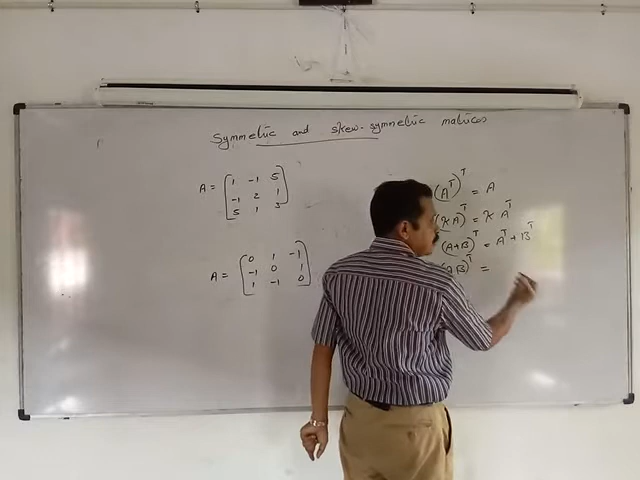 Symmetric and skew-symmetric matrices
A = [ 1 -1 5
-1 2 1
5 1 3 ]
A = [ 0 1 -1
-1 0 1
1 -1 0 ]
(A^T)^T = A
(KA)^T = K A^T
(A+B)^T = A^T + B^T
(AB)^T =